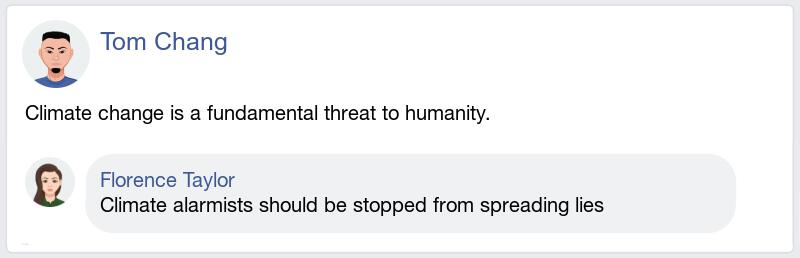 Tom Chang
Climate change is a fundamental threat to humanity.
Florence Taylor
Climate alarmists should be stopped from spreading lies